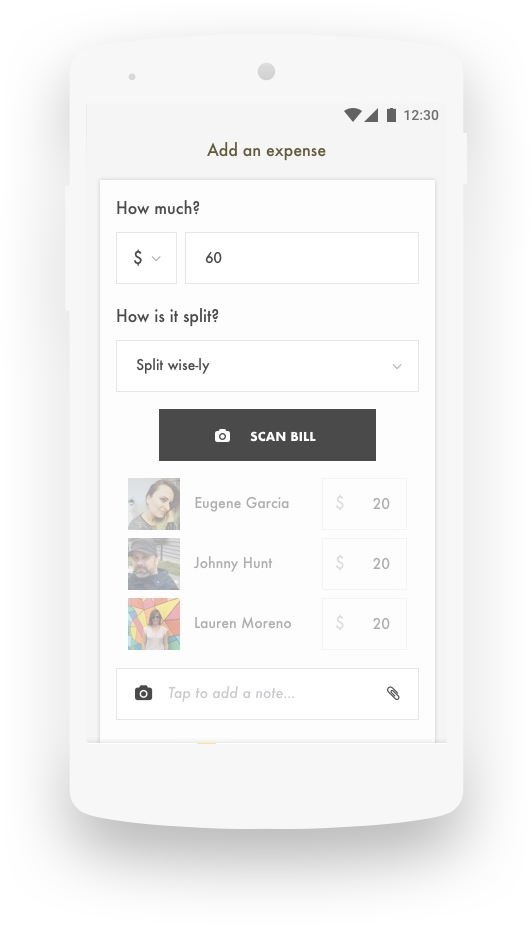 12:30
Add an expense
How much?
$ 60
How is it split?
Split wise-ly
SCAN BILL
Eugene Garcia $ 20
Johnny Hunt $ 20
Lauren Moreno $ 20
Tap to add a note...